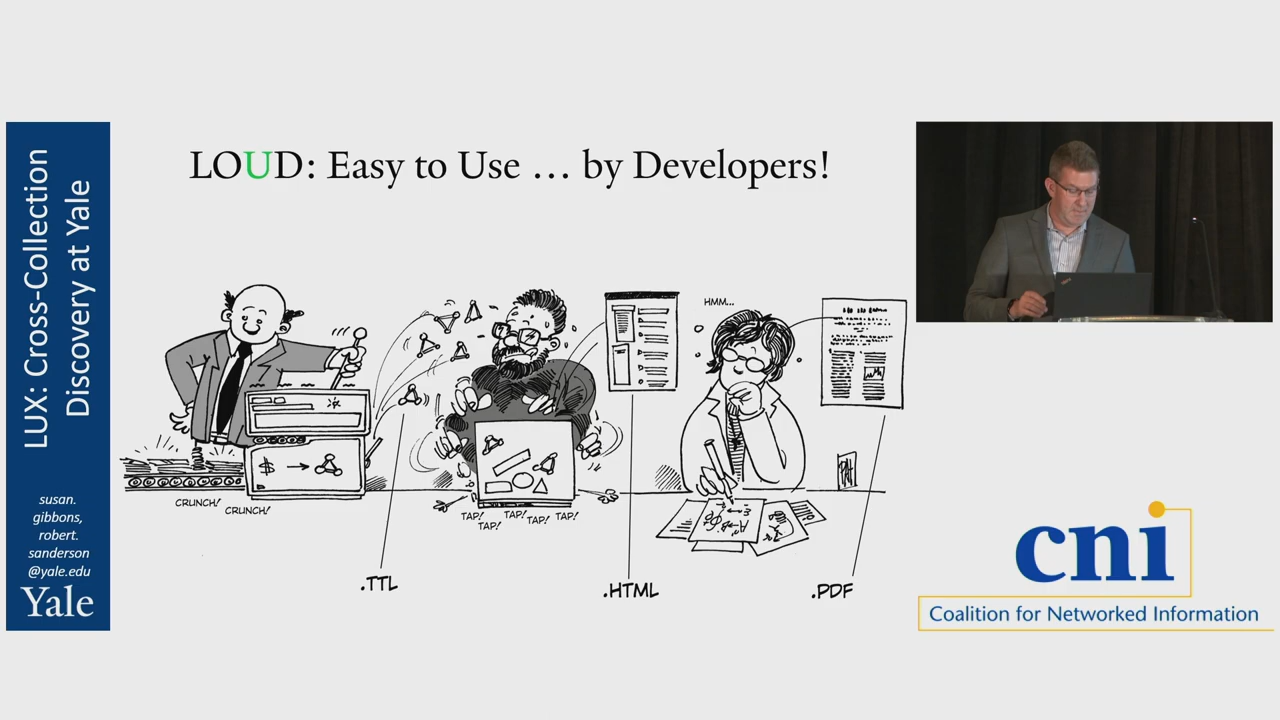 LUX: Cross-Collection
Discovery at Yale
susan.
gibbons,
robert.
sanderson
@yale.edu
Yale
LOUD: Easy to Use … by Developers!
HMM...
$
CRUNCH!
CRUNCH!
TAP!
TAP!
TAP!
TAP!
TAP!
.TTL
.HTML
.PDF
cni
Coalition for Networked Information